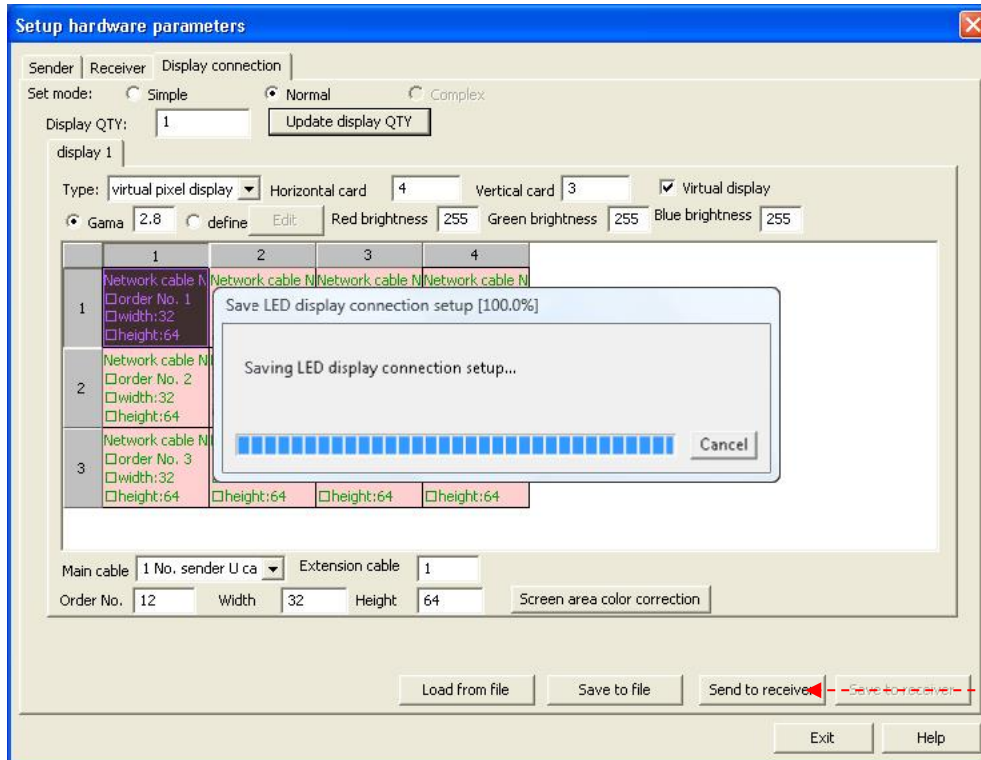 Setup hardware parameters
Sender Receiver Display connection
Set mode: Simple Normal Complex
Display QTY: 1 Update display QTY
display 1
Type: virtual pixel display Horizontal card 4 Vertical card 3 Virtual display
Gama 2.8 define Edit Red brightness 255 Green brightness 255 Blue brightness 255
1 2 3 4
Network cable N Network cable N Network cable N Network cable N
1 order No. 1
width:32
height:64
Save LED display connection setup [100.0%]
Saving LED display connection setup...
Cancel
Network cable N
2 order No. 2
width:32
height:64
Network cable N
3 order No. 3
width:32
height:64 height:64 height:64 height:64
Main cable 1 No. sender U ca Extension cable 1
Order No. 12 Width 32 Height 64 Screen area color correction
Load from file Save to file Send to receiver Save to receiver
Exit Help